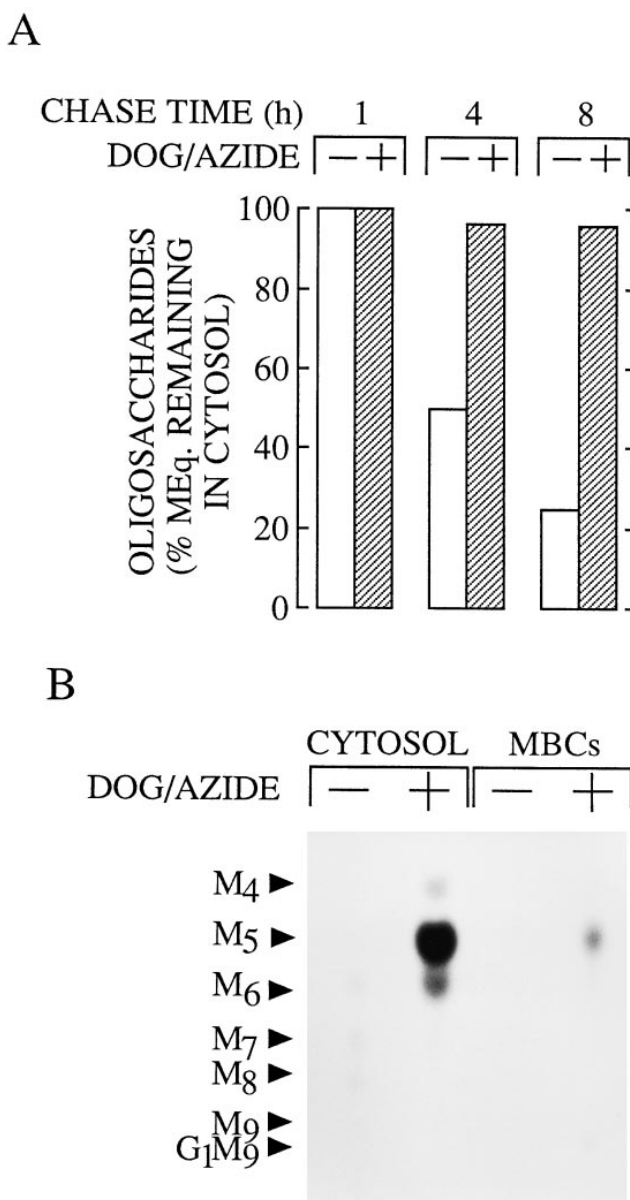 A
CHASE TIME (h) 1 4 8
DOG/AZIDE − + − + − +
OLIGOSACCHARIDES
(% MEq. REMAINING
IN CYTOSOL)
100
80
60
40
20
0
B
CYTOSOL MBCs
DOG/AZIDE − + − +
M4 ►
M5 ►
M6 ►
M7 ►
M8 ►
M9 ►
G1M9 ►